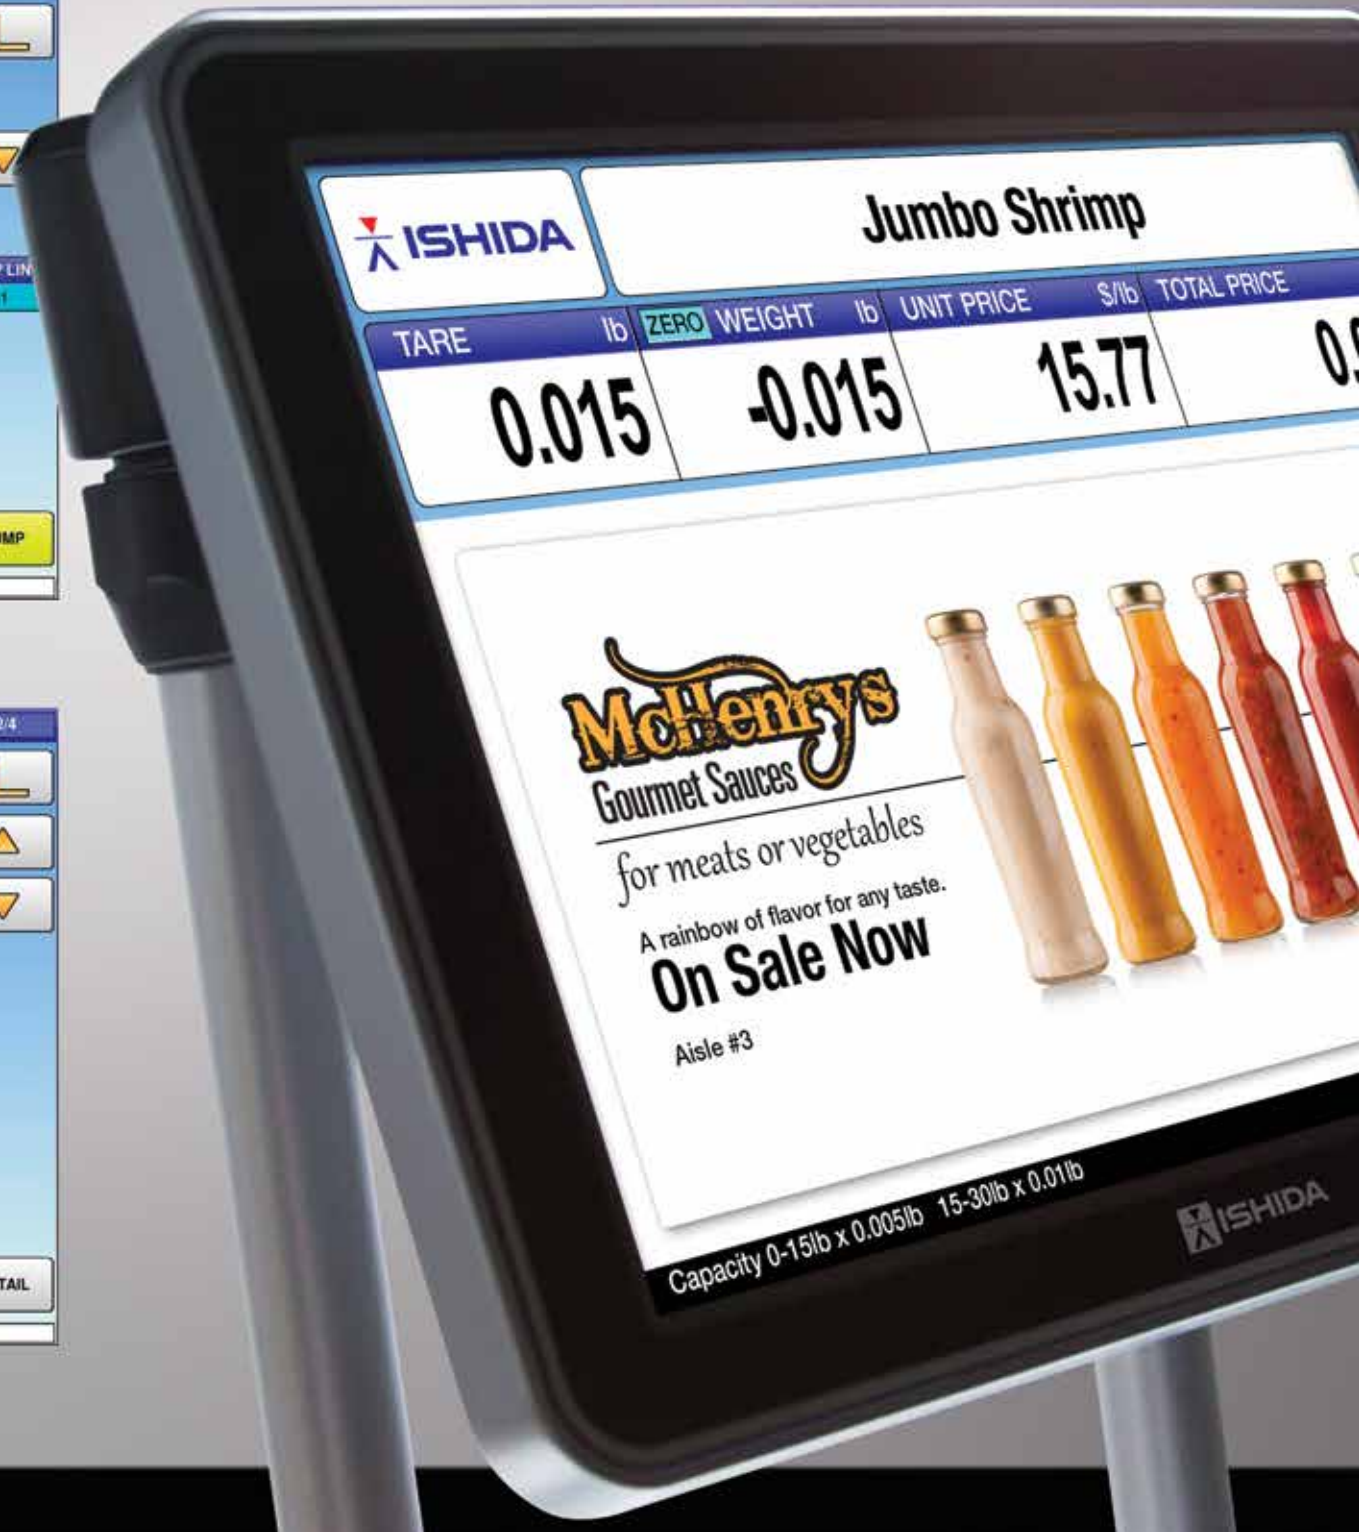 ISHIDA
Jumbo Shrimp
TARE lb ZERO WEIGHT lb UNIT PRICE $/lb TOTAL PRICE
0.015 -0.015 15.77
McHenry's
Gourmet Sauces
for meats or vegetables
A rainbow of flavor for any taste.
On Sale Now
Aisle #3
Capacity 0-15lb x 0.005lb 15-30lb x 0.01lb
ISHIDA